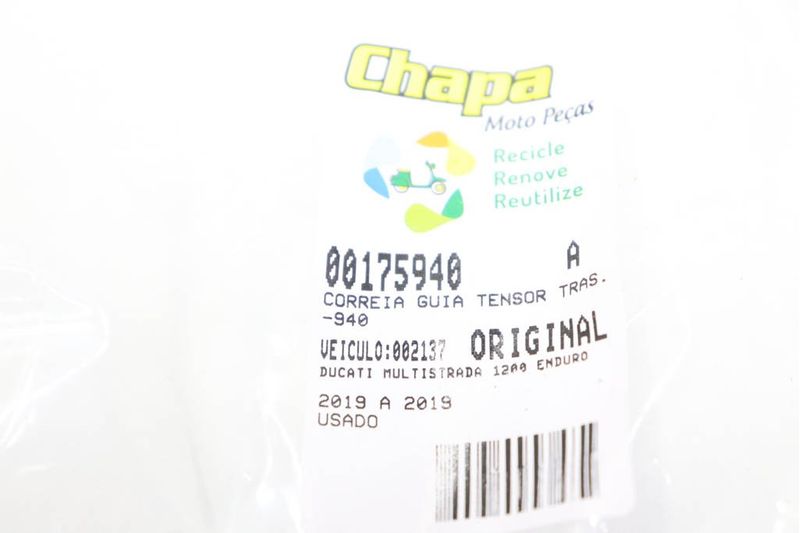 Chapa
Moto Peças
Recicle
Renove
Reutilize
00175940 A
CORREIA GUIA TENSOR TRAS.
-940
VEICULO:002137 ORIGINAL
DUCATI MULTISTRADA 1200 ENDURO
2019 A 2019
USADO